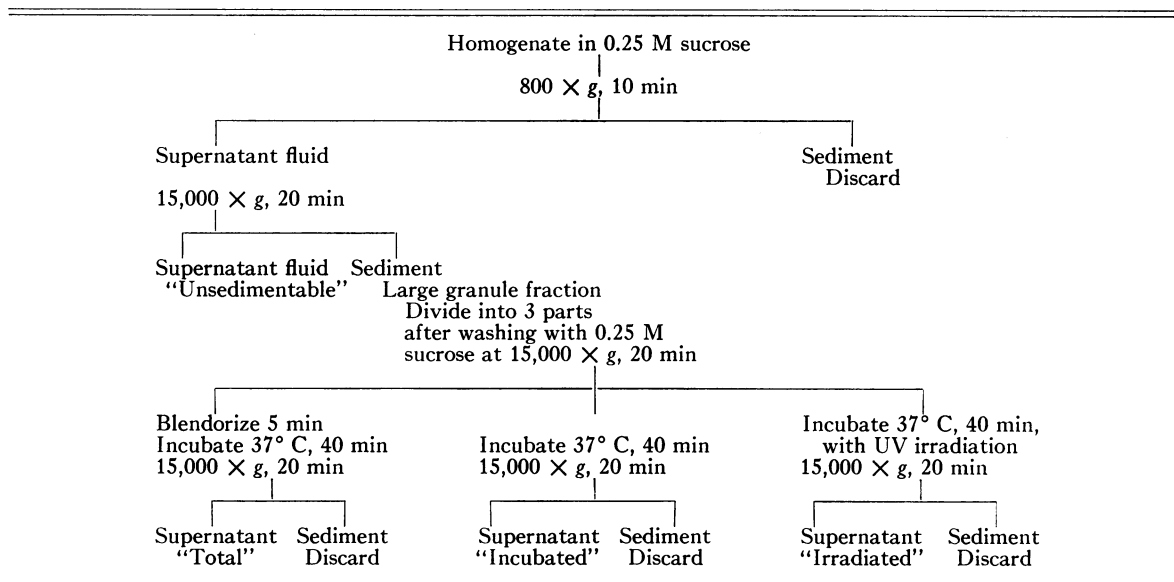 Homogenate in 0.25 M sucrose
800 × g, 10 min
Supernatant fluid
Sediment
Discard
15,000 × g, 20 min
Supernatant fluid
"Unsedimentable"
Sediment
Large granule fraction
Divide into 3 parts
after washing with 0.25 M
sucrose at 15,000 × g, 20 min
Blendorize 5 min
Incubate 37° C, 40 min
15,000 × g, 20 min
Incubate 37° C, 40 min
15,000 × g, 20 min
Incubate 37° C, 40 min,
with UV irradiation
15,000 × g, 20 min
Supernatant
"Total"
Sediment
Discard
Supernatant
"Incubated"
Sediment
Discard
Supernatant
"Irradiated"
Sediment
Discard